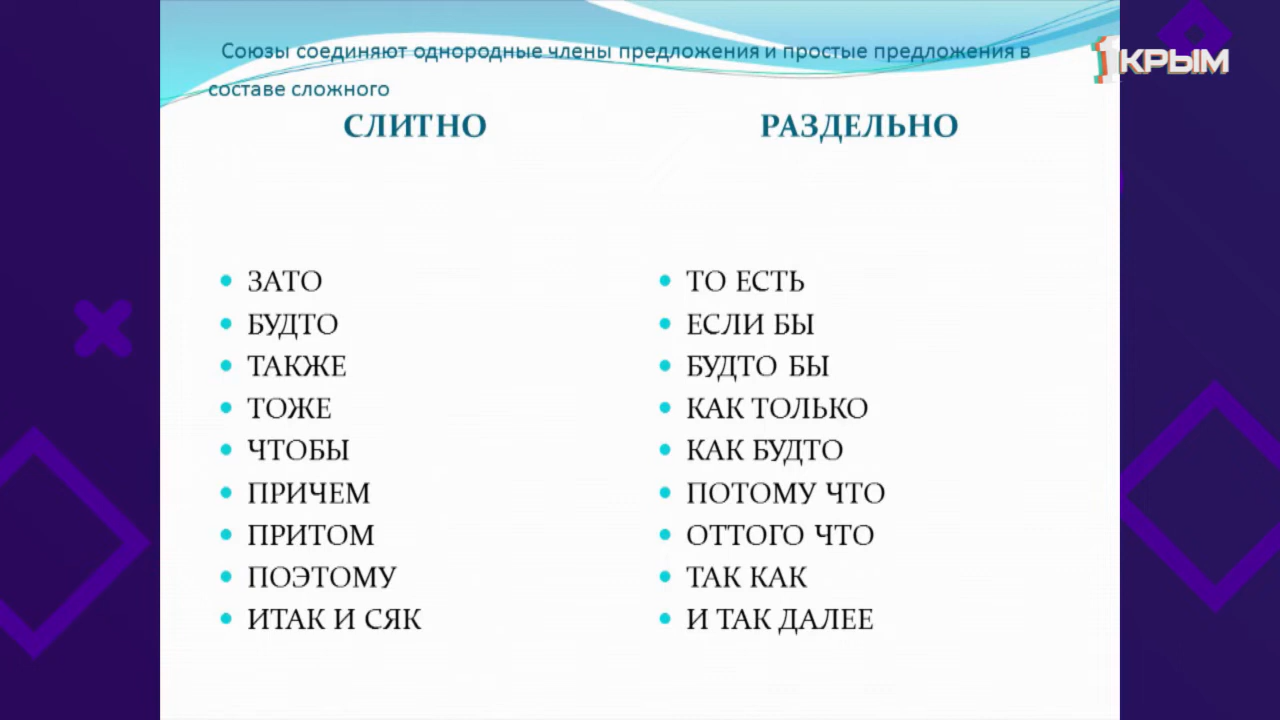 Союзы соединяют однородные члены предложения и простые предложения в
составе сложного
1КРЫМ
СЛИТНО
РАЗДЕЛЬНО
ЗАТО
БУДТО
ТАКЖЕ
ТОЖЕ
ЧТОБЫ
ПРИЧЕМ
ПРИТОМ
ПОЭТОМУ
ИТАК И СЯК
ТО ЕСТЬ
ЕСЛИ БЫ
БУДТО БЫ
КАК ТОЛЬКО
КАК БУДТО
ПОТОМУ ЧТО
ОТТОГО ЧТО
ТАК КАК
И ТАК ДАЛЕЕ